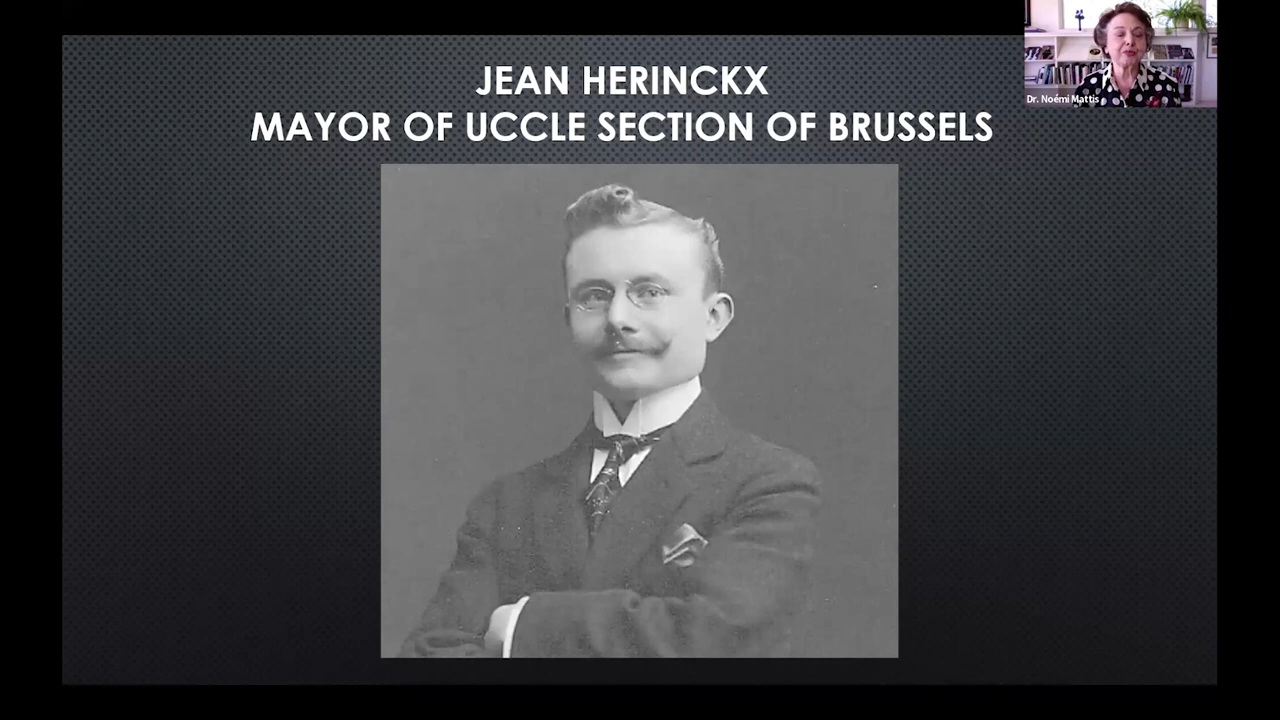 JEAN HERINCKX
MAYOR OF UCCLE SECTION OF BRUSSELS
Dr. Noémi Mattis